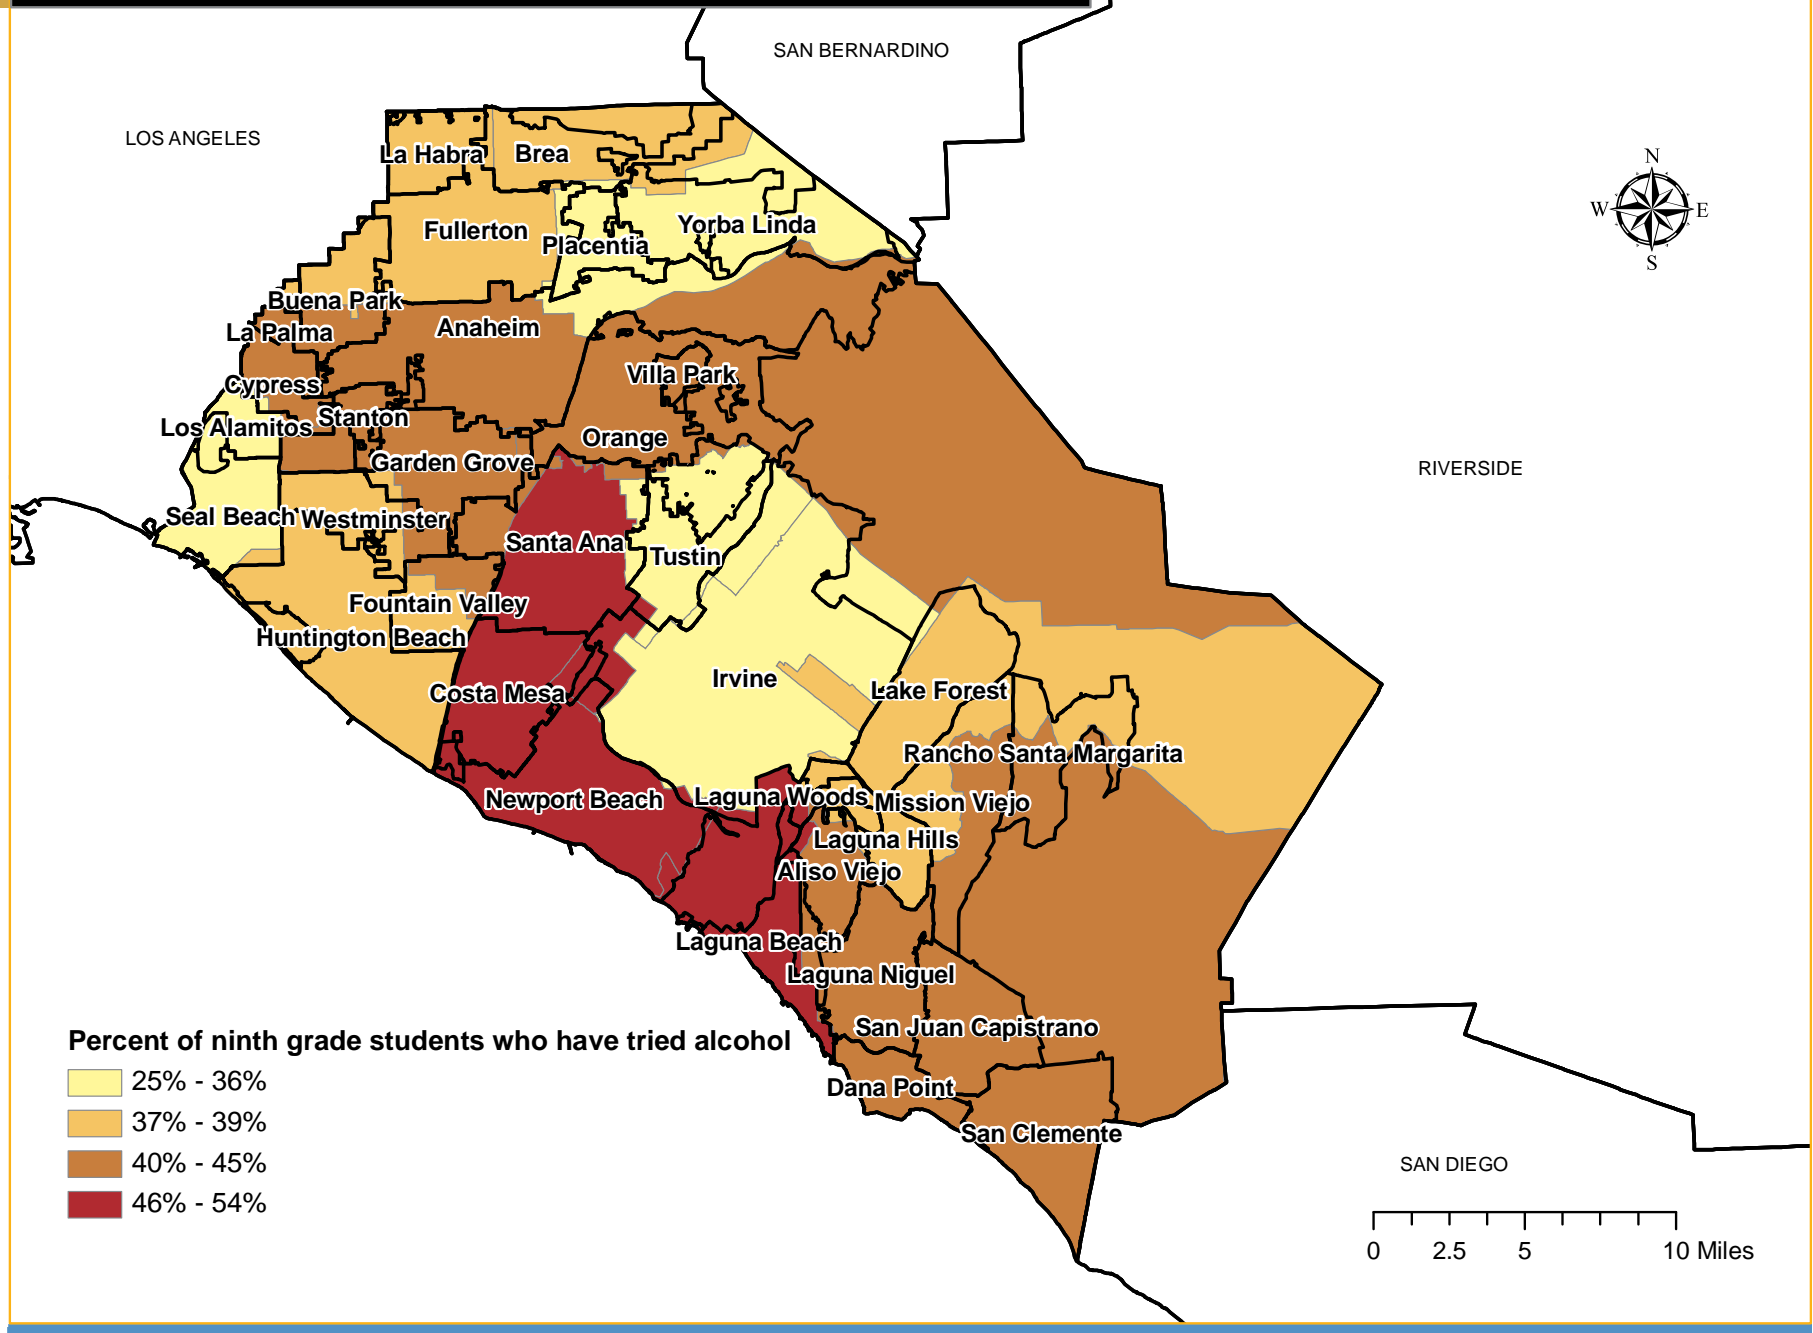 SAN BERNARDINO
LOS ANGELES
La Habra
Brea
N
W
E
S
Fullerton
Placentia
Yorba Linda
Buena Park
La Palma
Anaheim
Villa Park
Cypress
Stanton
Los Alamitos
Orange
Garden Grove
RIVERSIDE
Seal Beach
Westminster
Santa Ana
Tustin
Fountain Valley
Huntington Beach
Irvine
Costa Mesa
Lake Forest
Rancho Santa Margarita
Newport Beach
Laguna Woods
Mission Viejo
Laguna Hills
Aliso Viejo
Laguna Beach
Laguna Niguel
San Juan Capistrano
Dana Point
San Clemente
Percent of ninth grade students who have tried alcohol
25% - 36%
37% - 39%
40% - 45%
46% - 54%
SAN DIEGO
0 2.5 5 10 Miles